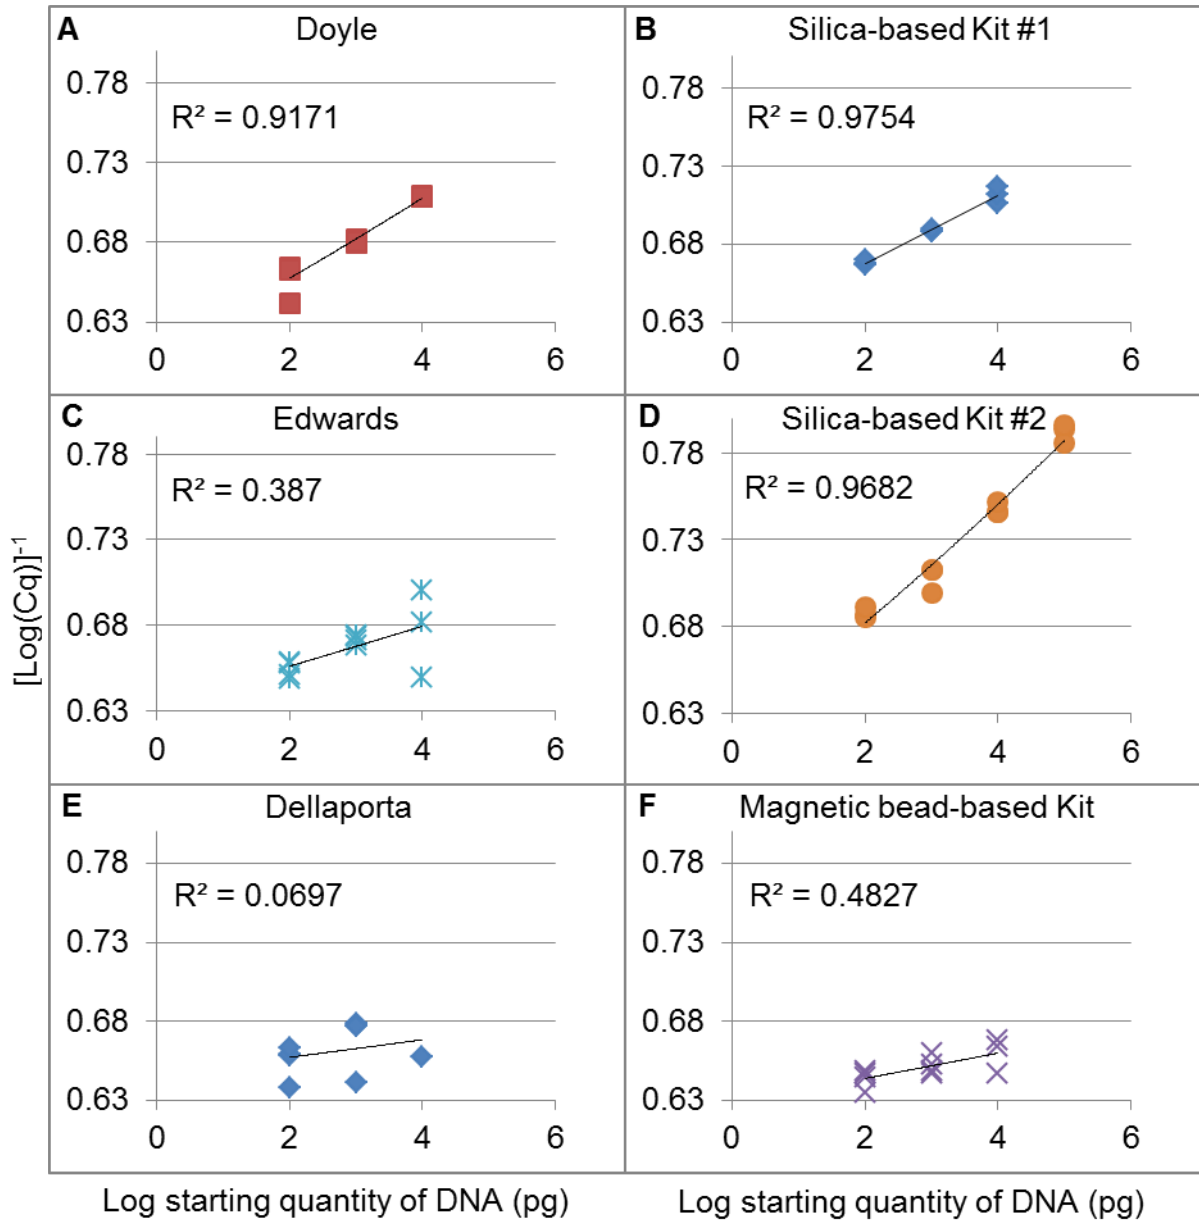 A Doyle
0.78
R² = 0.9171
0.73
0.68
0.63
0 2 4 6
B Silica-based Kit #1
0.78
R² = 0.9754
0.73
0.68
0.63
0 2 4 6
C Edwards
0.78
R² = 0.387
0.73
0.68
0.63
0 2 4 6
D Silica-based Kit #2
0.78
R² = 0.9682
0.73
0.68
0.63
0 2 4 6
[Log(Cq)]⁻¹
E Dellaporta
0.78
R² = 0.0697
0.73
0.68
0.63
0 2 4 6
F Magnetic bead-based Kit
0.78
R² = 0.4827
0.73
0.68
0.63
0 2 4 6
Log starting quantity of DNA (pg)
Log starting quantity of DNA (pg)